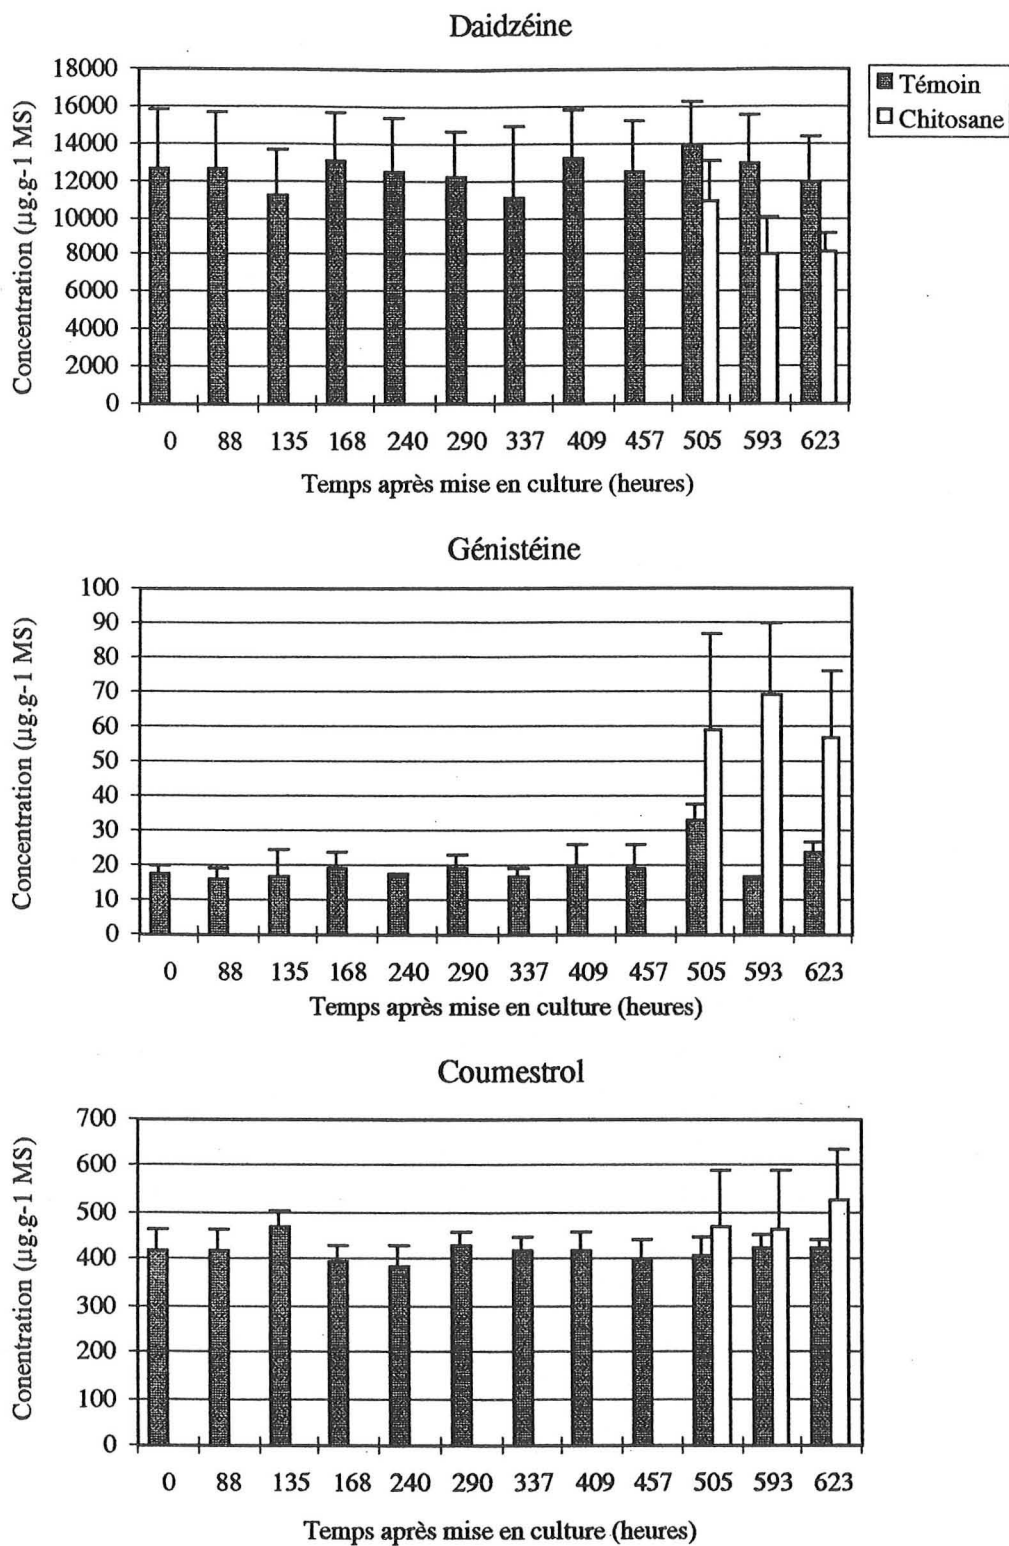 Daidzéine
18000
16000
14000
12000
10000
8000
6000
4000
2000
0
Concentration (µg.g-1 MS)
Témoin
Chitosane
0 88 135 168 240 290 337 409 457 505 593 623
Temps après mise en culture (heures)
Génistéine
100
90
80
70
60
50
40
30
20
10
0
Concentration (µg.g-1 MS)
0 88 135 168 240 290 337 409 457 505 593 623
Temps après mise en culture (heures)
Coumestrol
700
600
500
400
300
200
100
0
Conentration (µg.g-1 MS)
0 88 135 168 240 290 337 409 457 505 593 623
Temps après mise en culture (heures)